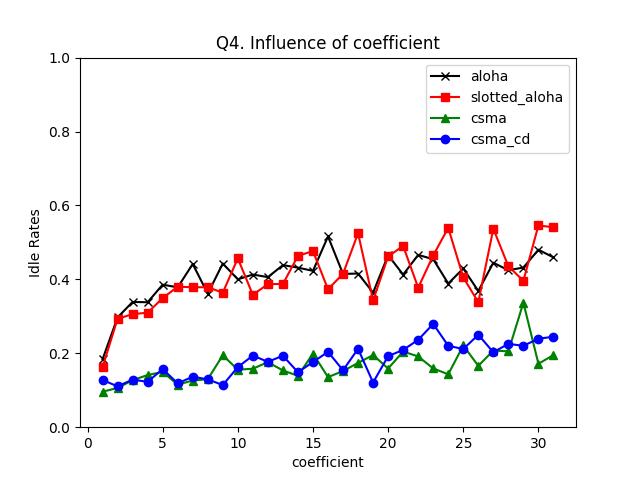 Q4. Influence of coefficient
1.0
0.8
0.6
0.4
0.2
0.0
Idle Rates
aloha
slotted_aloha
csma
csma_cd
0 5 10 15 20 25 30
coefficient